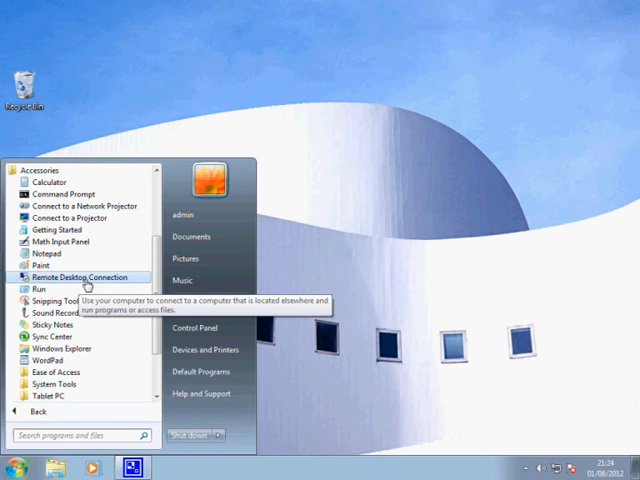 Recycle Bin
Accessories
Calculator
Command Prompt
Connect to a Network Projector
Connect to a Projector
Getting Started
Math Input Panel
Notepad
Paint
Remote Desktop Connection
Run
Snipping Tool
Sound Record
Sticky Notes
Sync Center
Windows Explorer
WordPad
Ease of Access
System Tools
Tablet PC
Back
Search programs and files
admin
Documents
Pictures
Music
Use your computer to connect to a computer that is located elsewhere and
run programs or access files.
Control Panel
Devices and Printers
Default Programs
Help and Support
Shut down
21:24
01/08/2012